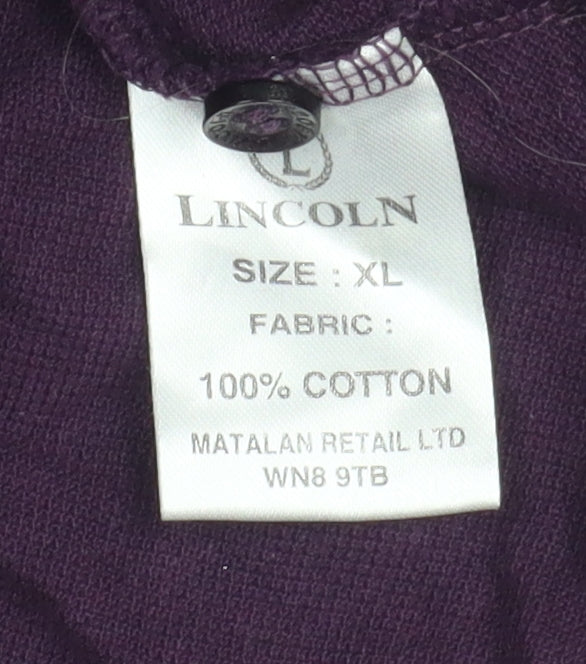 L
LINCOLN
SIZE : XL
FABRIC :
100% COTTON
MATALAN RETAIL LTD
WN8 9TB